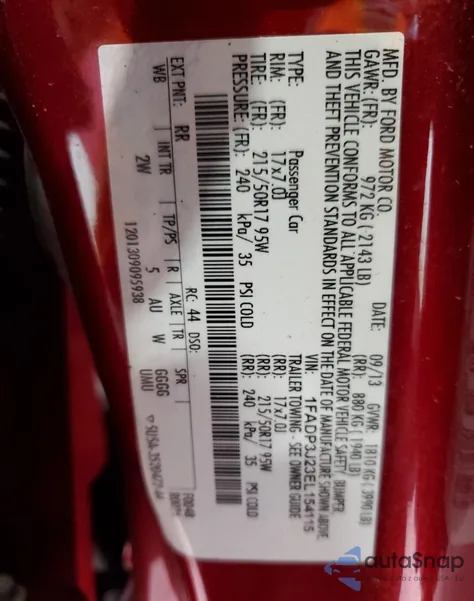 MFD. BY FORD MOTOR CO.
DATE: 09/13 GVWR: 1810 KG (3990 LB)
GAWR: (FR): 972 KG (2143 LB) (RR): 880 KG (1940 LB)
THIS VEHICLE CONFORMS TO ALL APPLICABLE FEDERAL MOTOR VEHICLE SAFETY, BUMPER,
AND THEFT PREVENTION STANDARDS IN EFFECT ON THE DATE OF MANUFACTURE SHOWN ABOVE
VIN: 1FADP3J23EL154115
TYPE: Passenger Car TRAILER TOWING - SEE OWNER GUIDE
RIM: (FR): 17x7.0J (RR): 17x7.0J
TIRE: (FR): 215/50R17 95W (RR): 215/50R17 95W
PRESSURE: (FR): 240 kPa/ 35 PSI COLD (RR): 240 kPa/ 35 PSI COLD
EXT PNT: RR RC: 44 DSO:
WB INT TR TP/PS R AXLE TR SPR
2W 5 AU W GGGG
UMU
1201309095938
autoSnap